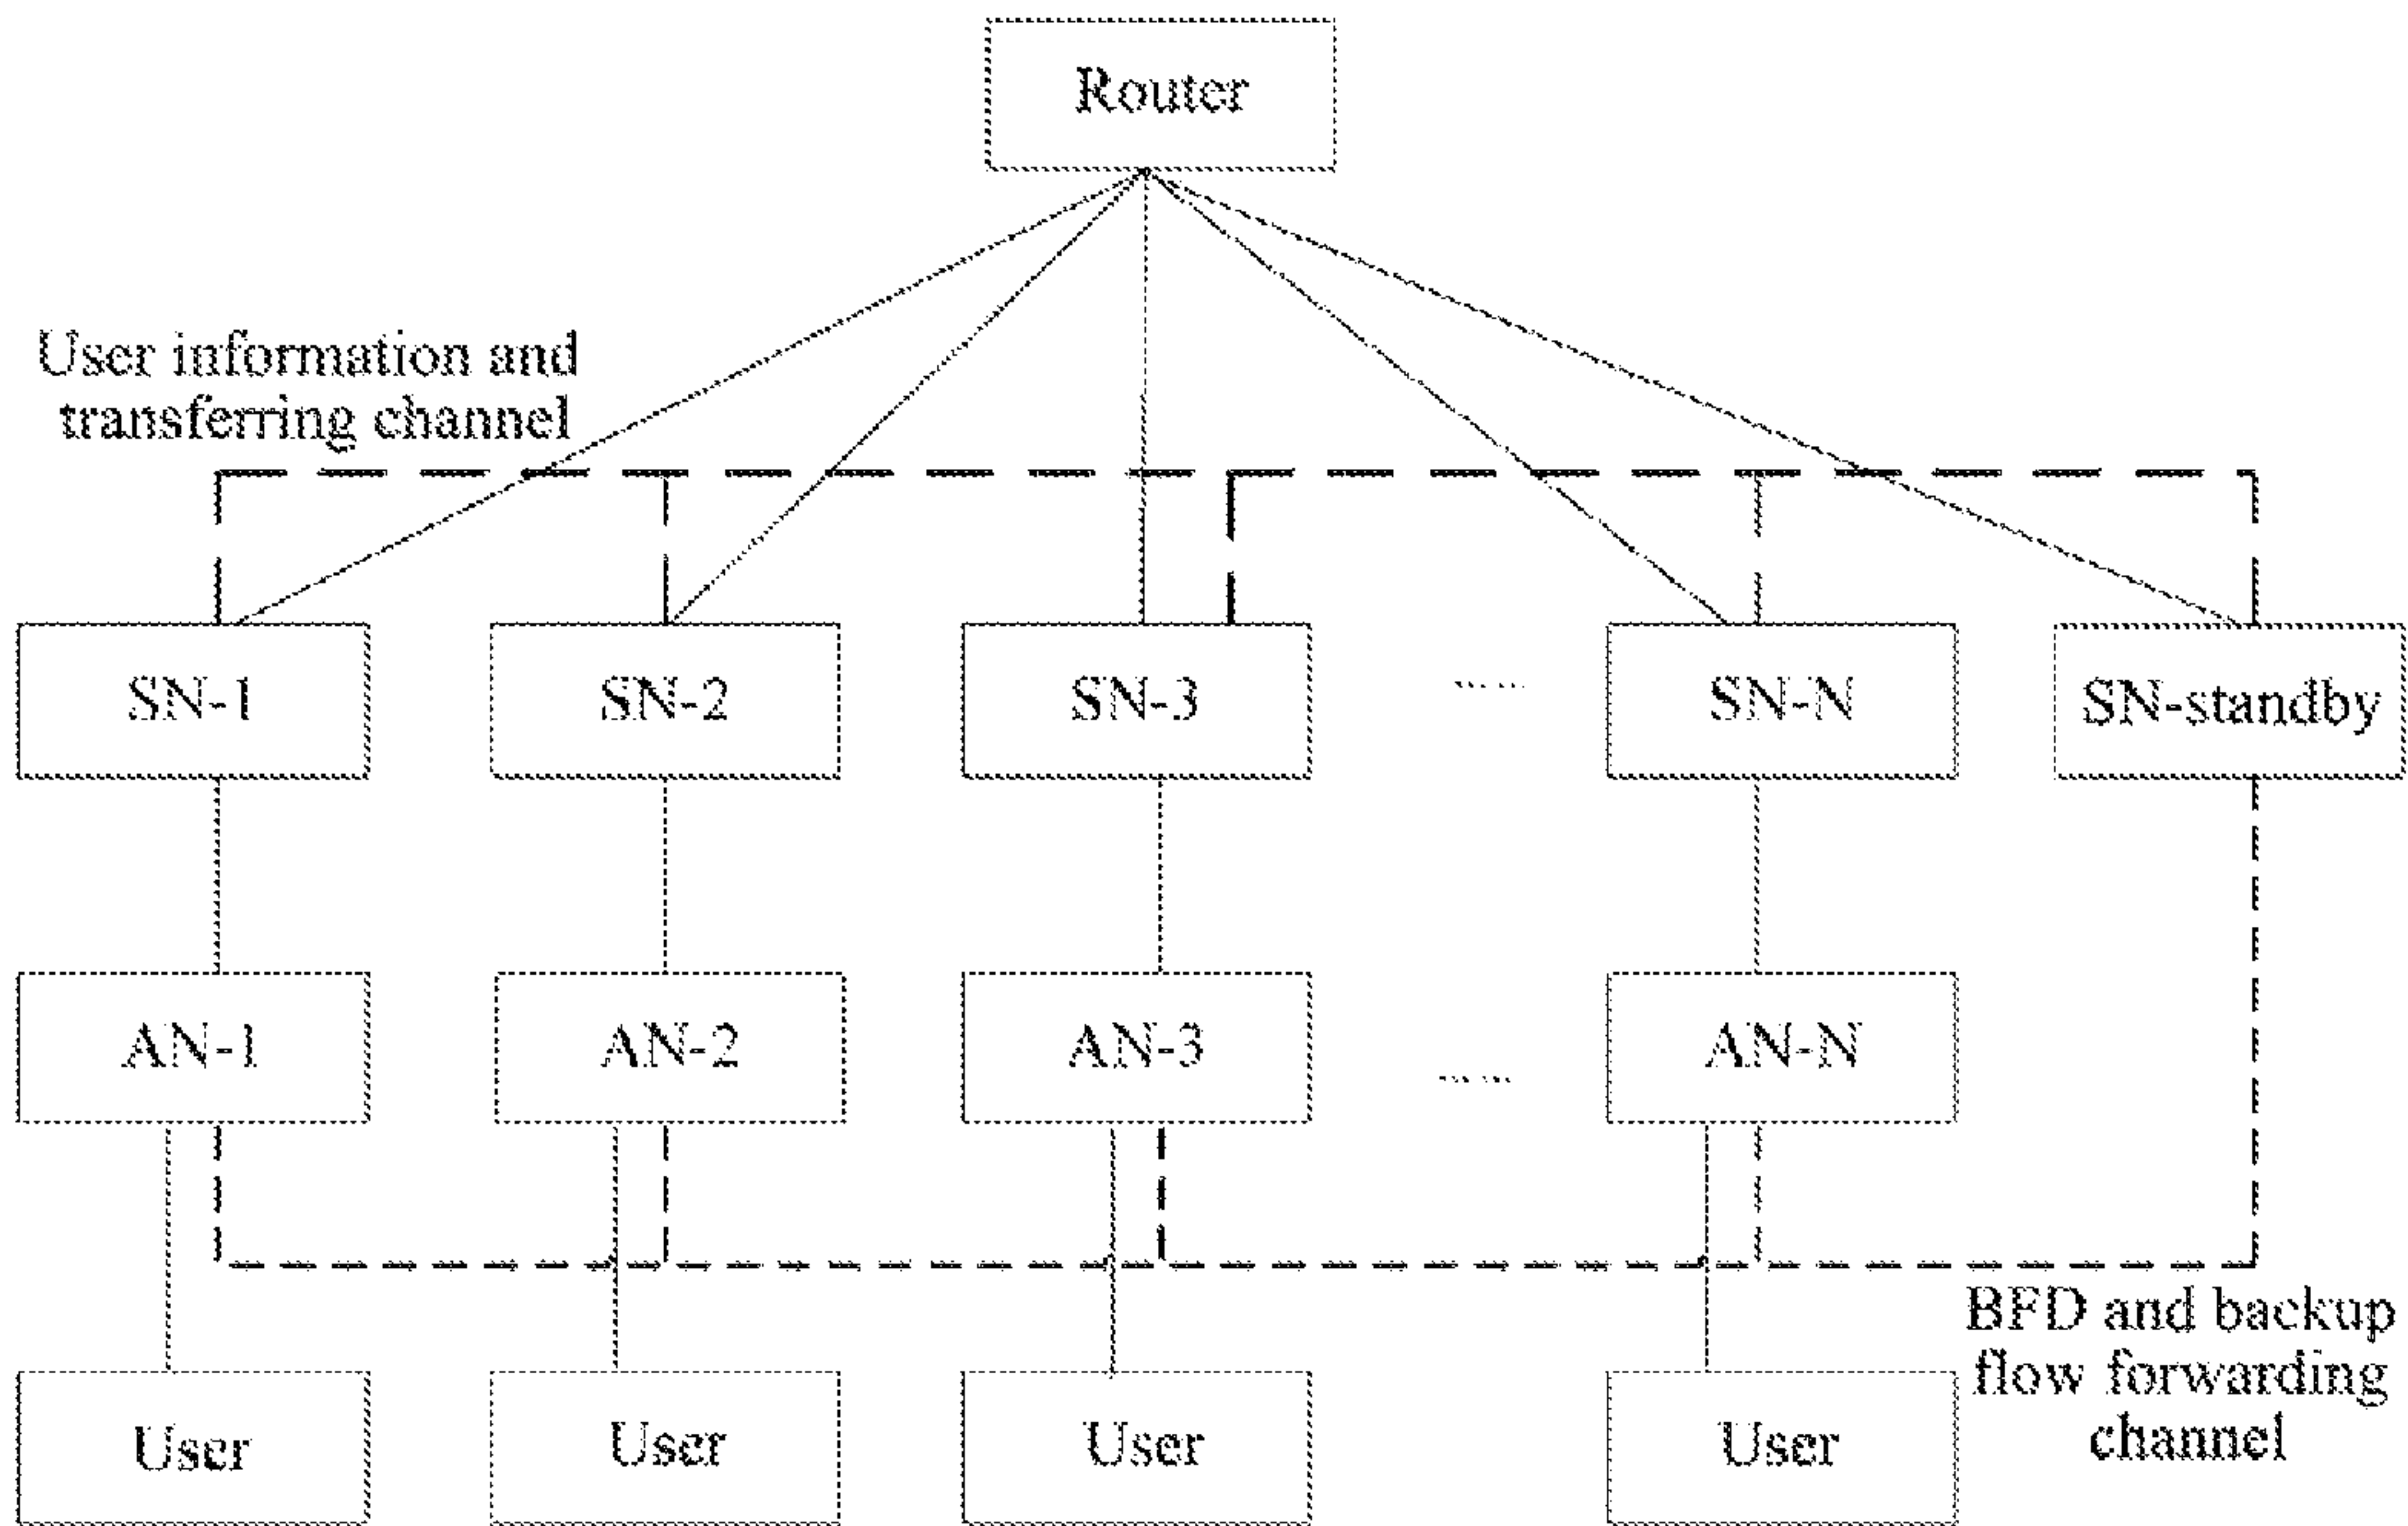 Router
User information and
transferring channel
SN-1
SN-2
SN-3
......
SN-N
SN-standby
AN-1
AN-2
AN-3
......
AN-N
BFD and backup
flow forwarding
channel
User
User
User
User